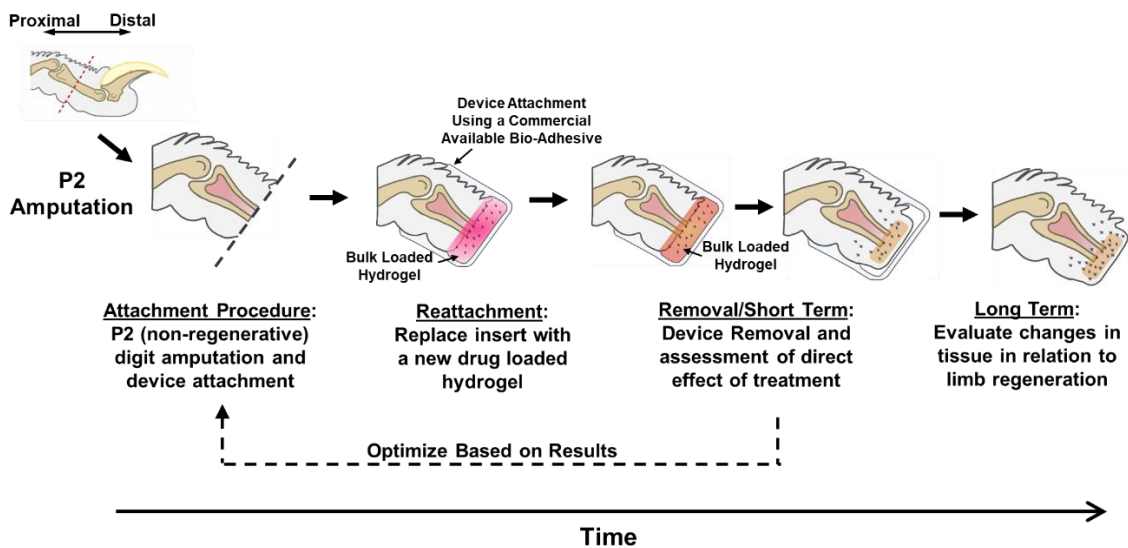 Proximal
Distal
P2
Amputation
Device Attachment
Using a Commercial
Available Bio-Adhesive
Bulk Loaded
Hydrogel
Bulk Loaded
Hydrogel
Attachment Procedure:
P2 (non-regenerative)
digit amputation and
device attachment
Reattachment:
Replace insert with
a new drug loaded
hydrogel
Removal/Short Term:
Device Removal and
assessment of direct
effect of treatment
Long Term:
Evaluate changes in
tissue in relation to
limb regeneration
Optimize Based on Results
Time